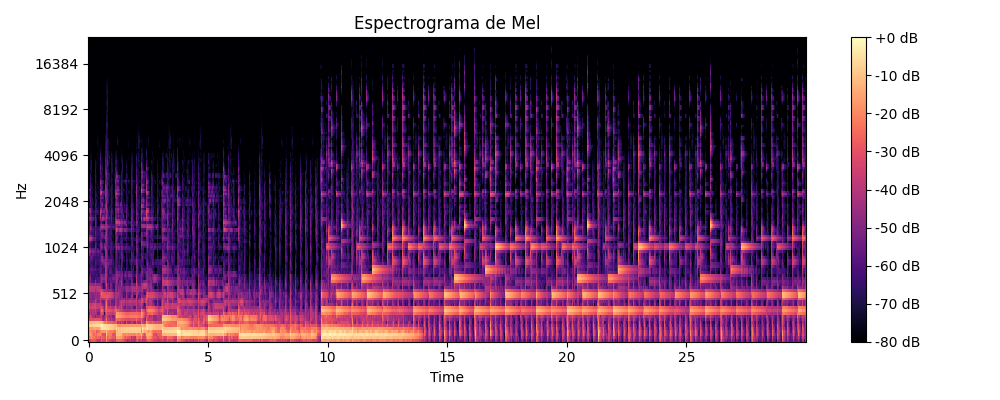 Espectrograma de Mel
Hz
16384
8192
4096
2048
1024
512
0
0
5
10
15
20
25
Time
+0 dB
-10 dB
-20 dB
-30 dB
-40 dB
-50 dB
-60 dB
-70 dB
-80 dB